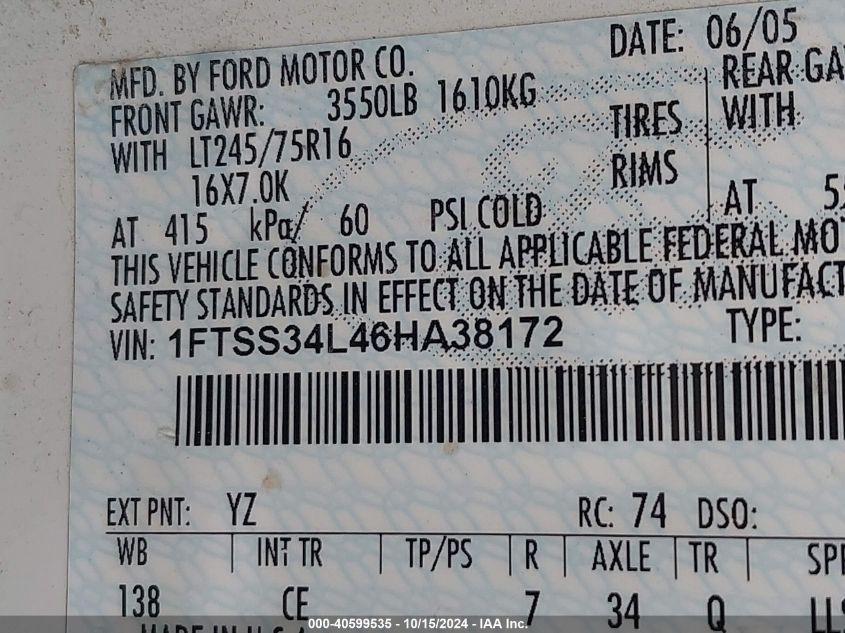 DATE: 06/05
MFD. BY FORD MOTOR CO.
FRONT GAWR: 3550LB 1610KG REAR
WITH LT245/75R16 TIRES WITH
16X7.0K RIMS
AT 415 kPa/ 60 PSI COLD AT
THIS VEHICLE CONFORMS TO ALL APPLICABLE FEDERAL
SAFETY STANDARDS IN EFFECT ON THE DATE OF
VIN: 1FTSS34L46HA38172 TYPE:
EXT PNT: YZ RC: 74 DSO:
WB INT TR TP/PS R AXLE TR
138 CE 7 34 Q
MADE IN U.S.A.
000-40599535 - 10/15/2024 - IAA Inc.